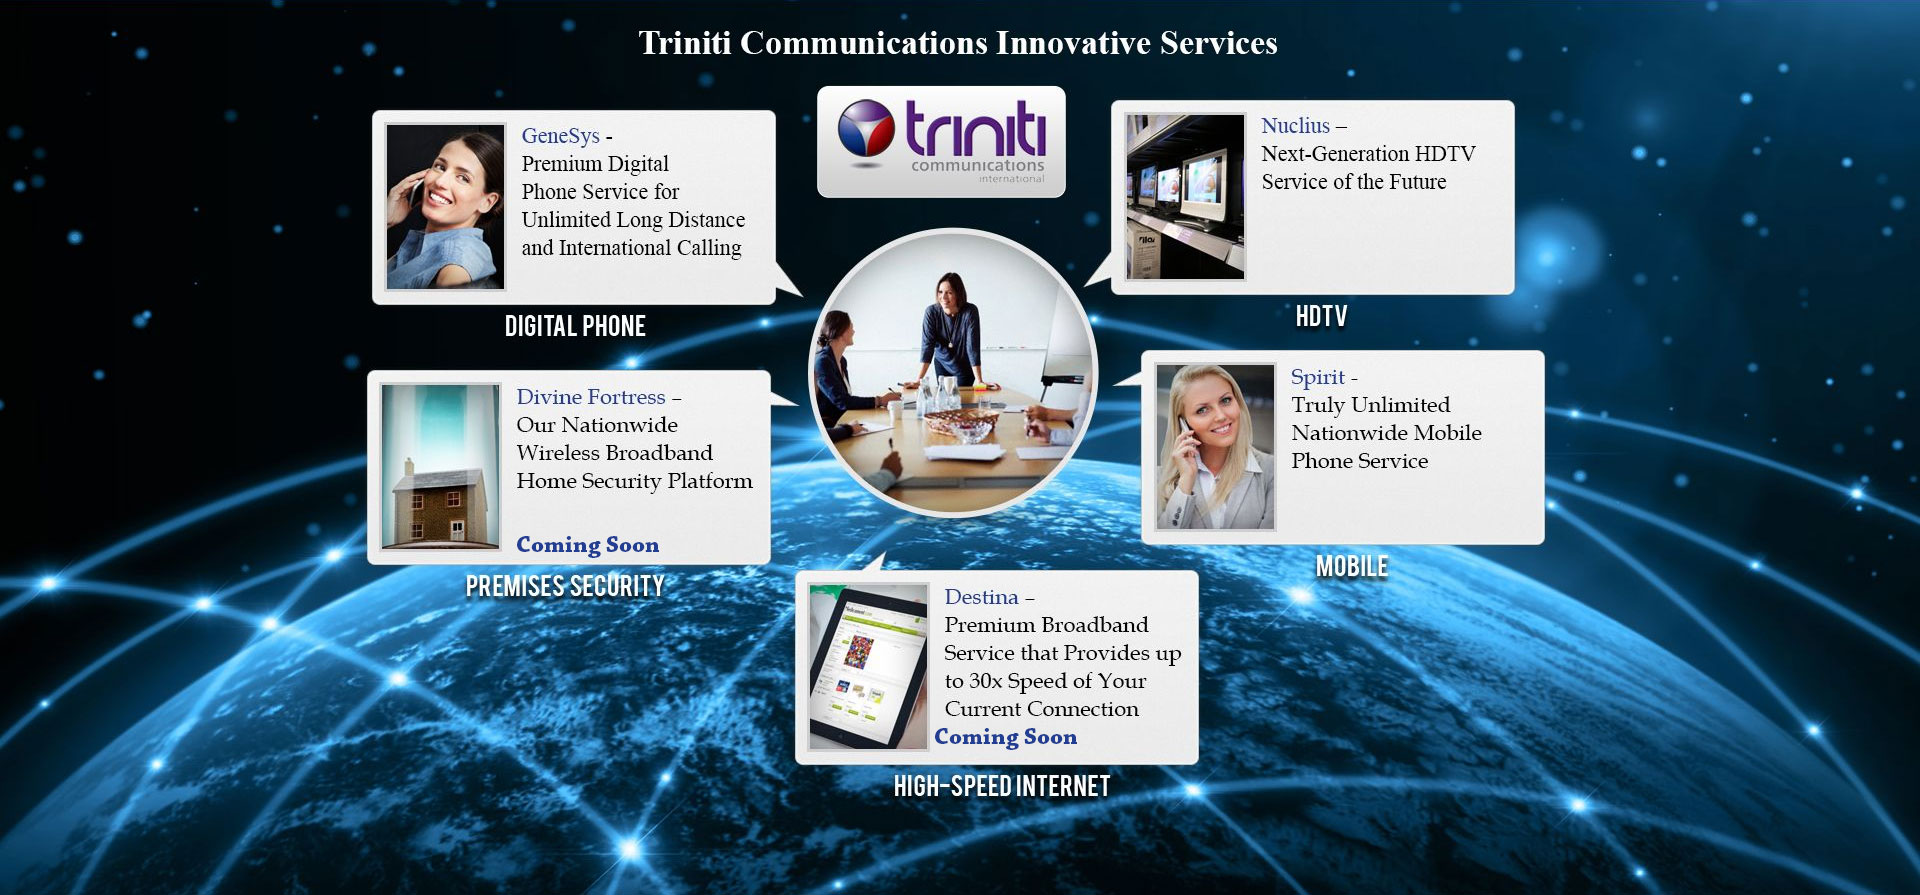 Triniti Communications Innovative Services
triniti
communications
international
GeneSys -
Premium Digital
Phone Service for
Unlimited Long Distance
and International Calling
DIGITAL PHONE
Nuclius –
Next-Generation HDTV
Service of the Future
HDTV
Divine Fortress –
Our Nationwide
Wireless Broadband
Home Security Platform
Coming Soon
PREMISES SECURITY
Spirit -
Truly Unlimited
Nationwide Mobile
Phone Service
MOBILE
Destina –
Premium Broadband
Service that Provides up
to 30x Speed of Your
Current Connection
Coming Soon
HIGH-SPEED INTERNET